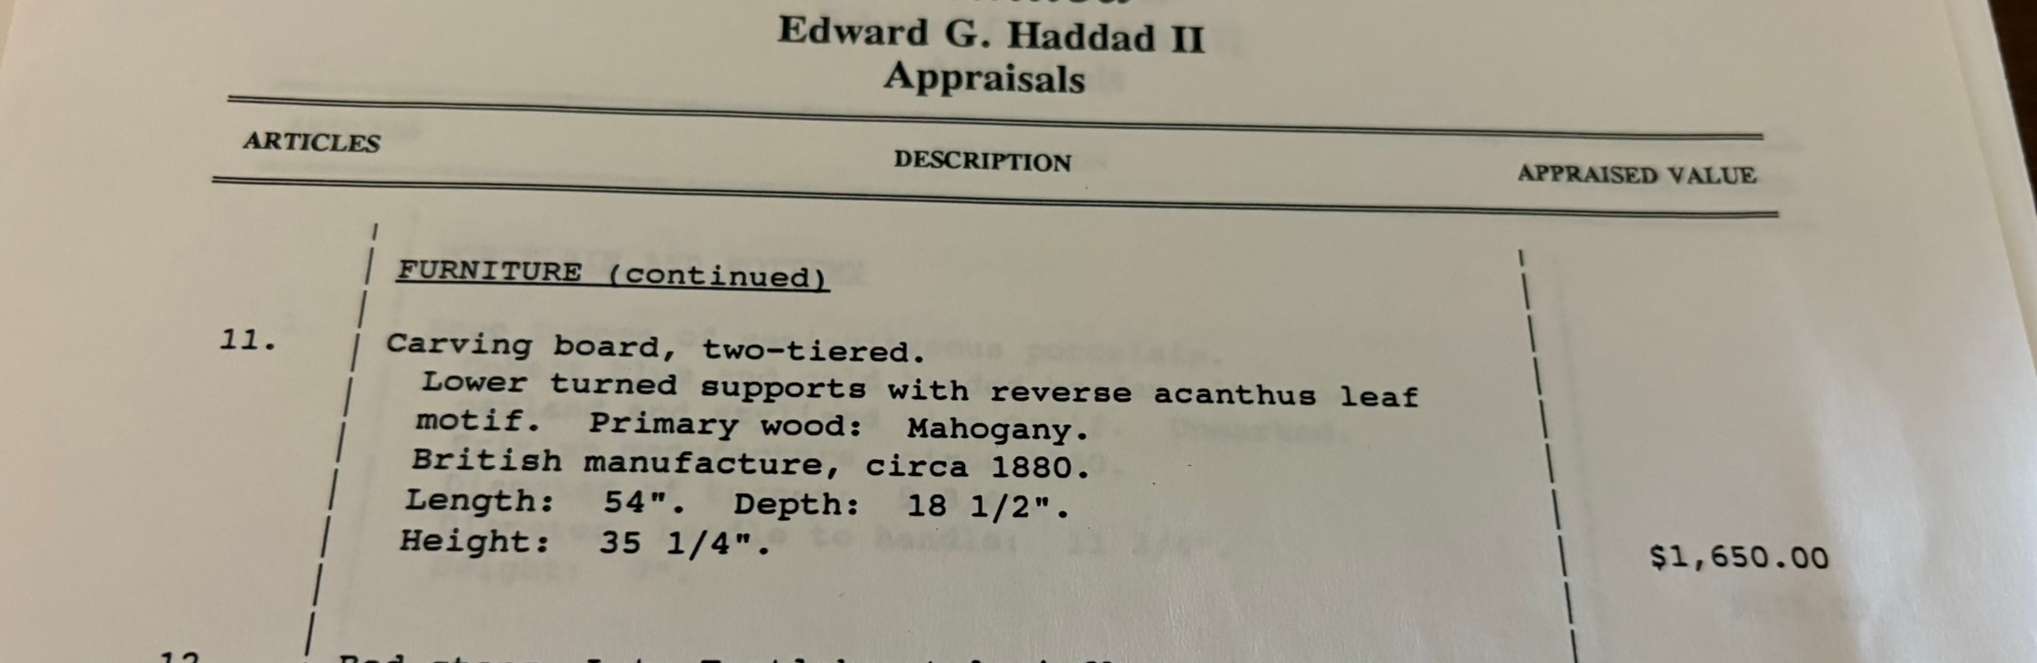 Edward G. Haddad II
Appraisals
ARTICLES DESCRIPTION APPRAISED VALUE
FURNITURE (continued)
11. Carving board, two-tiered.
Lower turned supports with reverse acanthus leaf
motif. Primary wood: Mahogany.
British manufacture, circa 1880.
Length: 54". Depth: 18 1/2".
Height: 35 1/4". $1,650.00